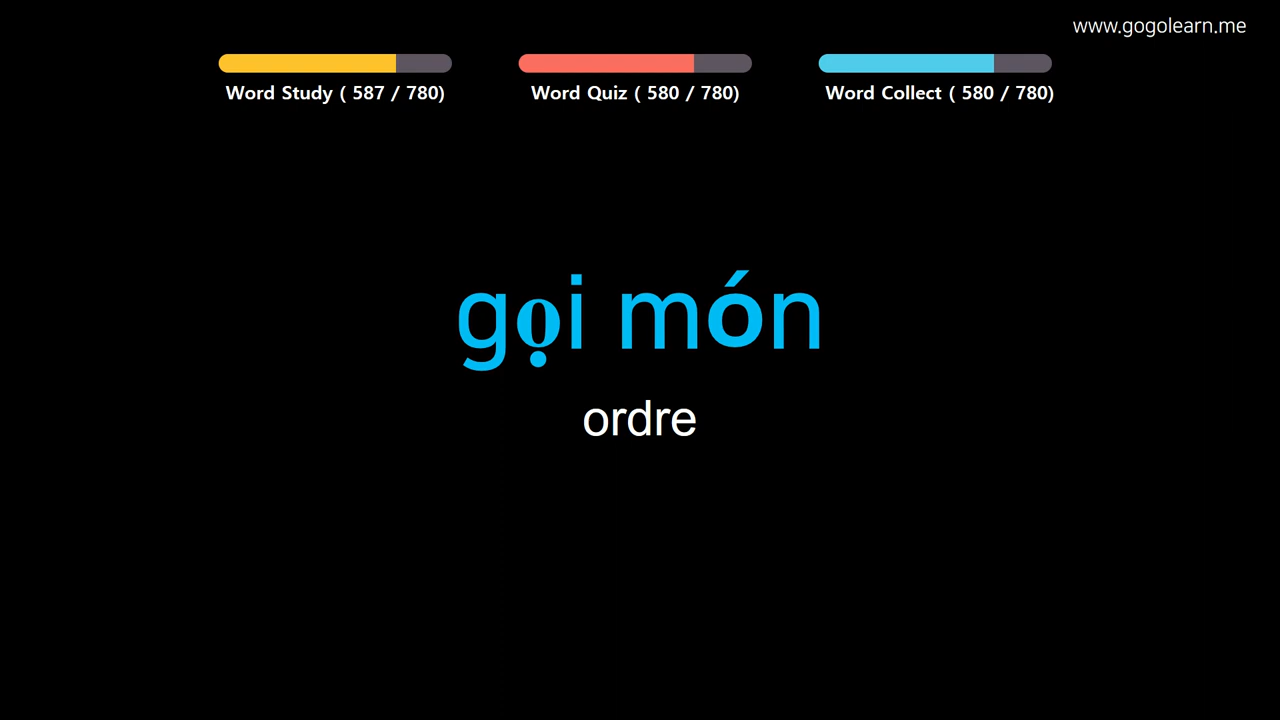 www.gogolearn.me
Word Study ( 587 / 780)
Word Quiz ( 580 / 780)
Word Collect ( 580 / 780)
gọi món
ordre